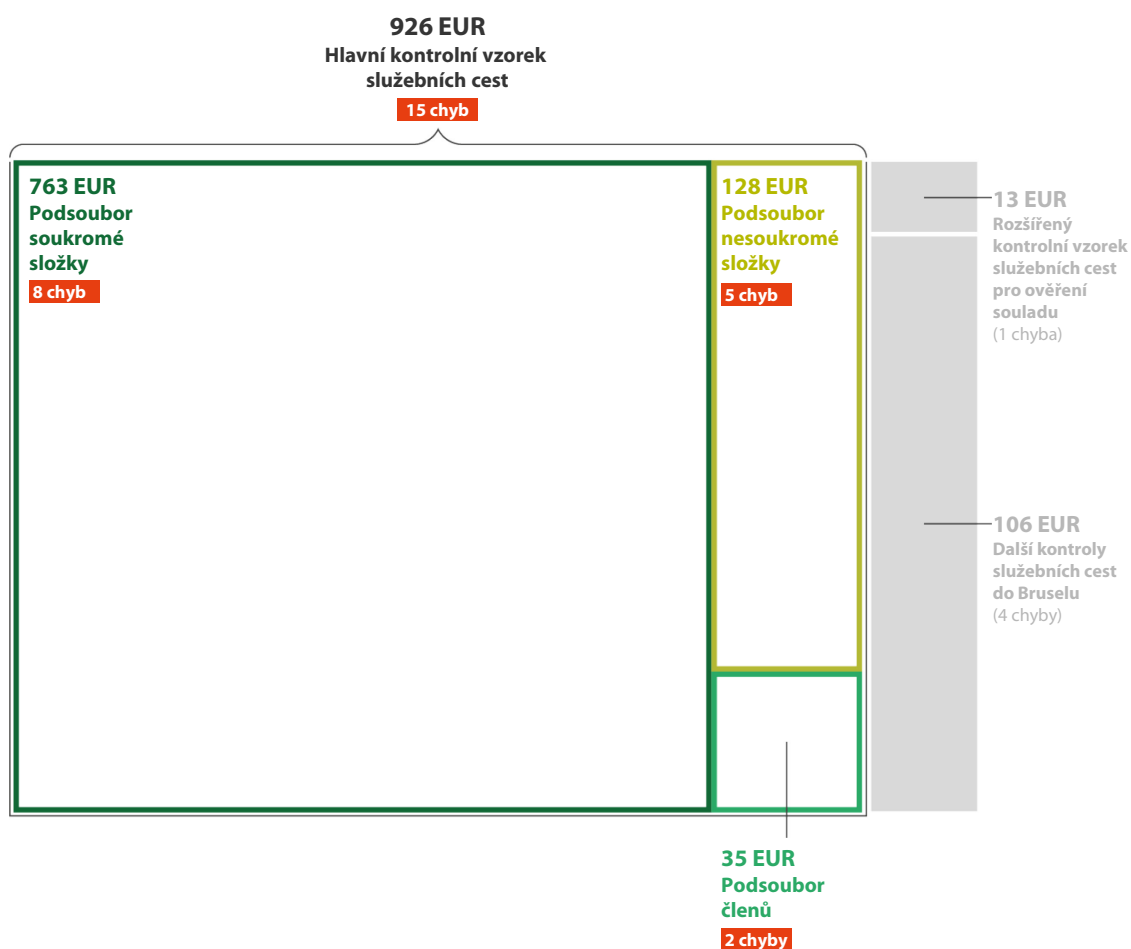 926 EUR
Hlavní kontrolní vzorek
služebních cest
15 chyb
763 EUR
Podsoubor
soukromé
složky
8 chyb
128 EUR
Podsoubor
nesoukromé
složky
5 chyb
13 EUR
Rozšířený
kontrolní vzorek
služebních cest
pro ověření
souladu
(1 chyba)
106 EUR
Další kontroly
služebních cest
do Bruselu
(4 chyby)
35 EUR
Podsoubor
členů
2 chyby